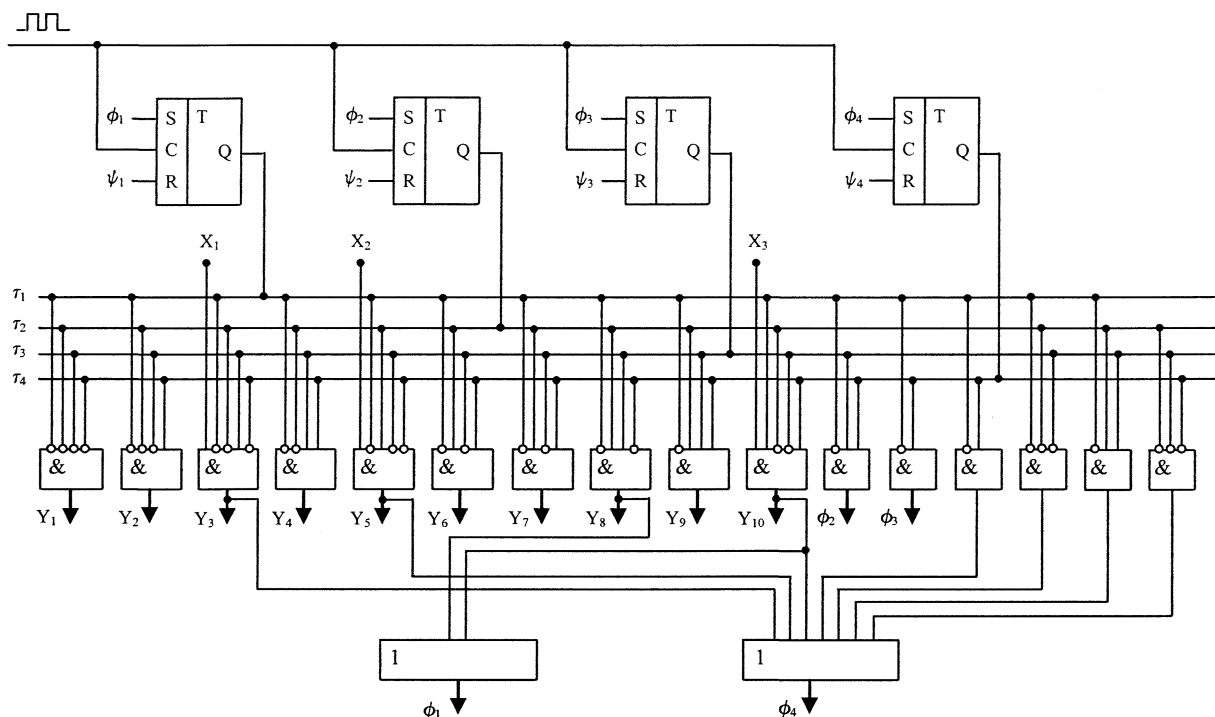 ϕ₁ S T
C Q
ψ₁ R
ϕ₂ S T
C Q
ψ₂ R
ϕ₃ S T
C Q
ψ₃ R
ϕ₄ S T
C Q
ψ₄ R
X₁ X₂ X₃
τ₁
τ₂
τ₃
τ₄
& & & & & & & & & & & & & & & &
Y₁ Y₂ Y₃ Y₄ Y₅ Y₆ Y₇ Y₈ Y₉ Y₁₀ ϕ₂ ϕ₃
1 1
ϕ₁ ϕ₄